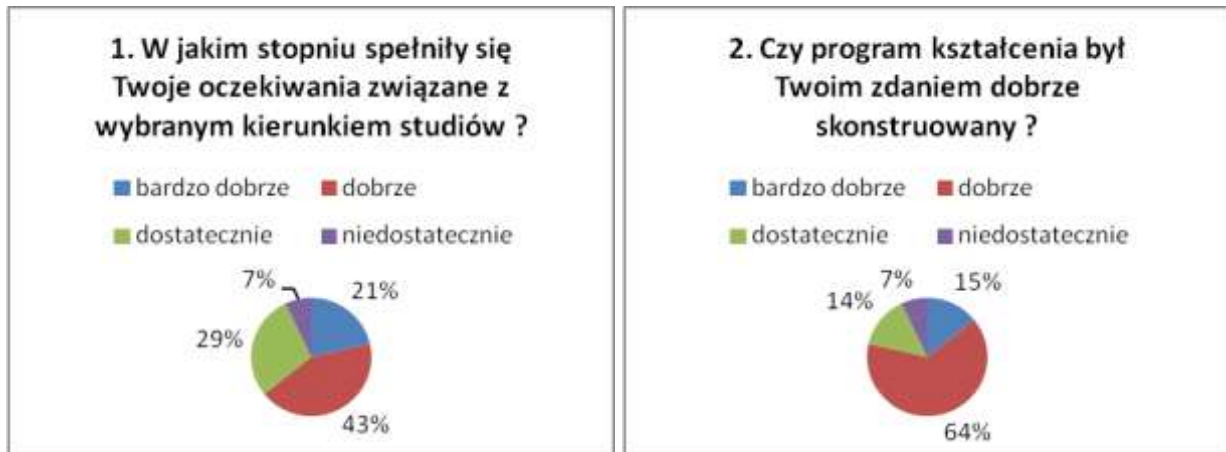 1. W jakim stopniu spełniły się
Twoje oczekiwania związane z
wybranym kierunkiem studiów ?
bardzo dobrze dobrze
dostatecznie niedostatecznie
7%
21%
29%
43%
2. Czy program kształcenia był
Twoim zdaniem dobrze
skonstruowany ?
bardzo dobrze dobrze
dostatecznie niedostatecznie
7%
15%
14%
64%